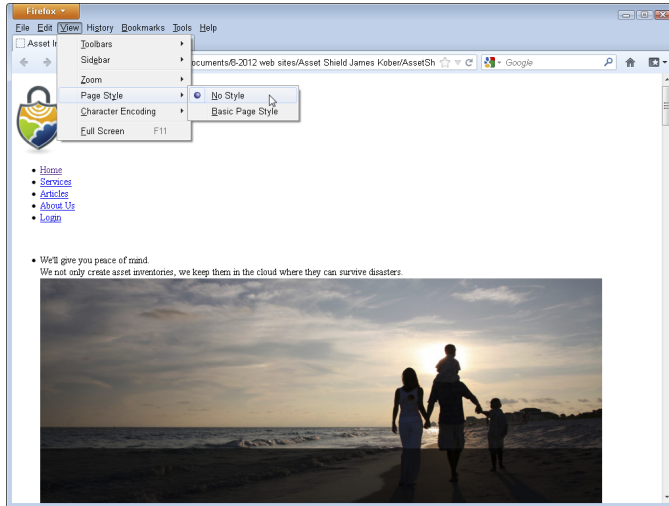 Firefox
File Edit View History Bookmarks Tools Help
Asset In
Toolbars
Sidebar
Zoom
Page Style
Character Encoding
Full Screen F11
No Style
Basic Page Style
ocuments/8-2012 web sites/Asset Shield James Kober/AssetSh
Google
Home
Services
Articles
About Us
Login
We'll give you peace of mind.
We not only create asset inventories, we keep them in the cloud where they can survive disasters.